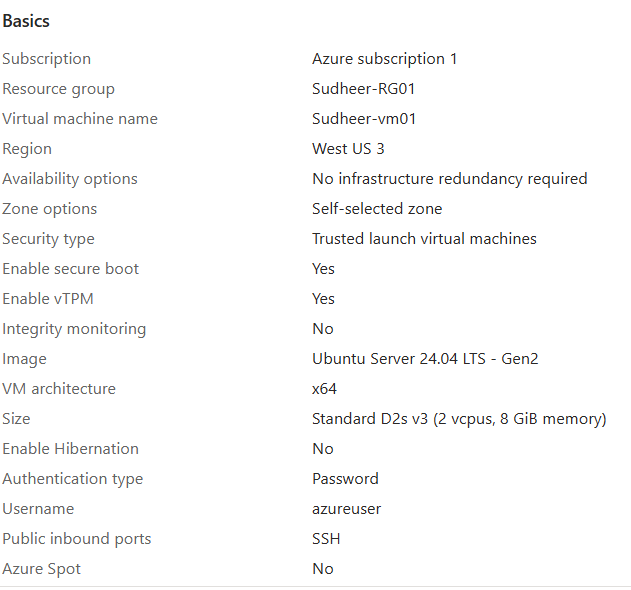 Basics
Subscription Azure subscription 1
Resource group Sudheer-RG01
Virtual machine name Sudheer-vm01
Region West US 3
Availability options No infrastructure redundancy required
Zone options Self-selected zone
Security type Trusted launch virtual machines
Enable secure boot Yes
Enable vTPM Yes
Integrity monitoring No
Image Ubuntu Server 24.04 LTS - Gen2
VM architecture x64
Size Standard D2s v3 (2 vcpus, 8 GiB memory)
Enable Hibernation No
Authentication type Password
Username azureuser
Public inbound ports SSH
Azure Spot No